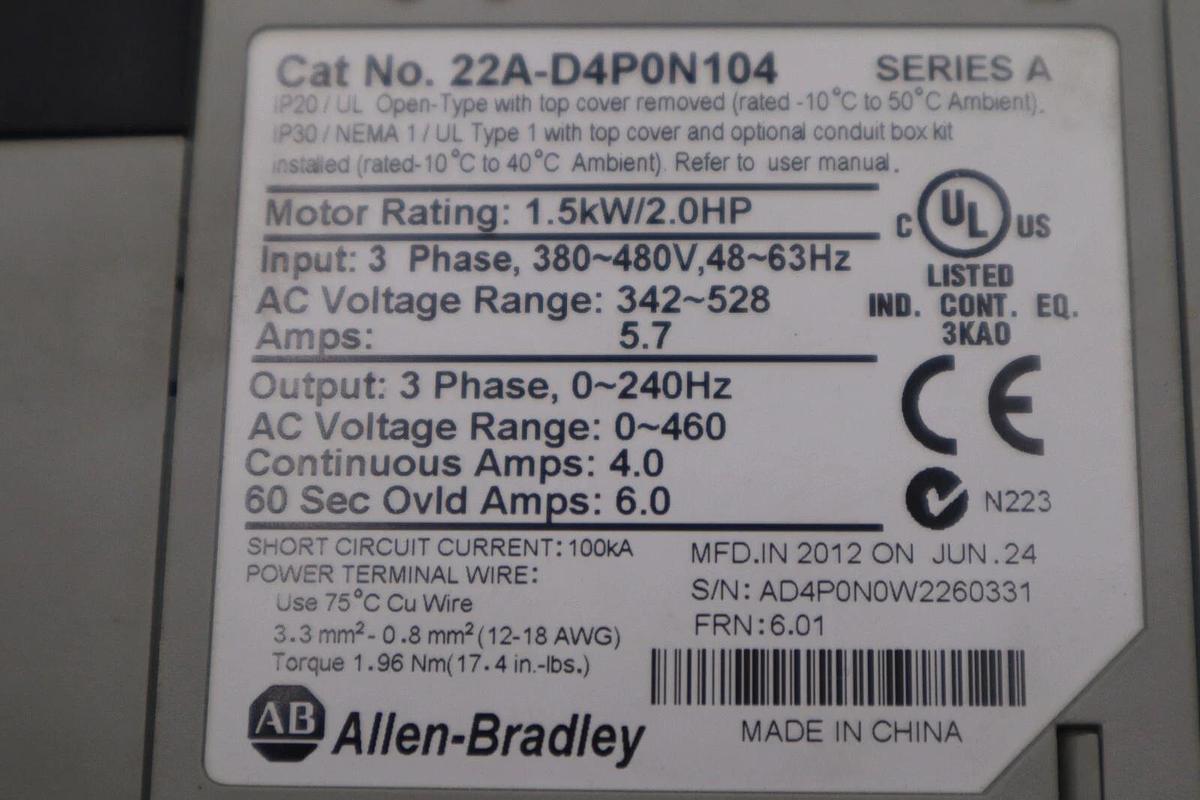 Cat No. 22A-D4P0N104 SERIES A
IP20 / UL Open-Type with top cover removed (rated -10°C to 50°C Ambient).
IP30 / NEMA 1 / UL Type 1 with top cover and optional conduit box kit
installed (rated-10°C to 40°C Ambient). Refer to user manual.
Motor Rating: 1.5kW/2.0HP
Input: 3 Phase, 380~480V,48~63Hz
AC Voltage Range: 342~528
Amps: 5.7
C UL US
LISTED
IND. CONT. EQ.
3KA0
Output: 3 Phase, 0~240Hz
AC Voltage Range: 0~460
Continuous Amps: 4.0
60 Sec Ovld Amps: 6.0
CE
N223
SHORT CIRCUIT CURRENT: 100kA
POWER TERMINAL WIRE:
Use 75°C Cu Wire
3.3 mm² - 0.8 mm² (12-18 AWG)
Torque 1.96 Nm(17.4 in.-lbs.)
MFD.IN 2012 ON JUN.24
S/N: AD4P0N0W2260331
FRN:6.01
AB Allen-Bradley
MADE IN CHINA